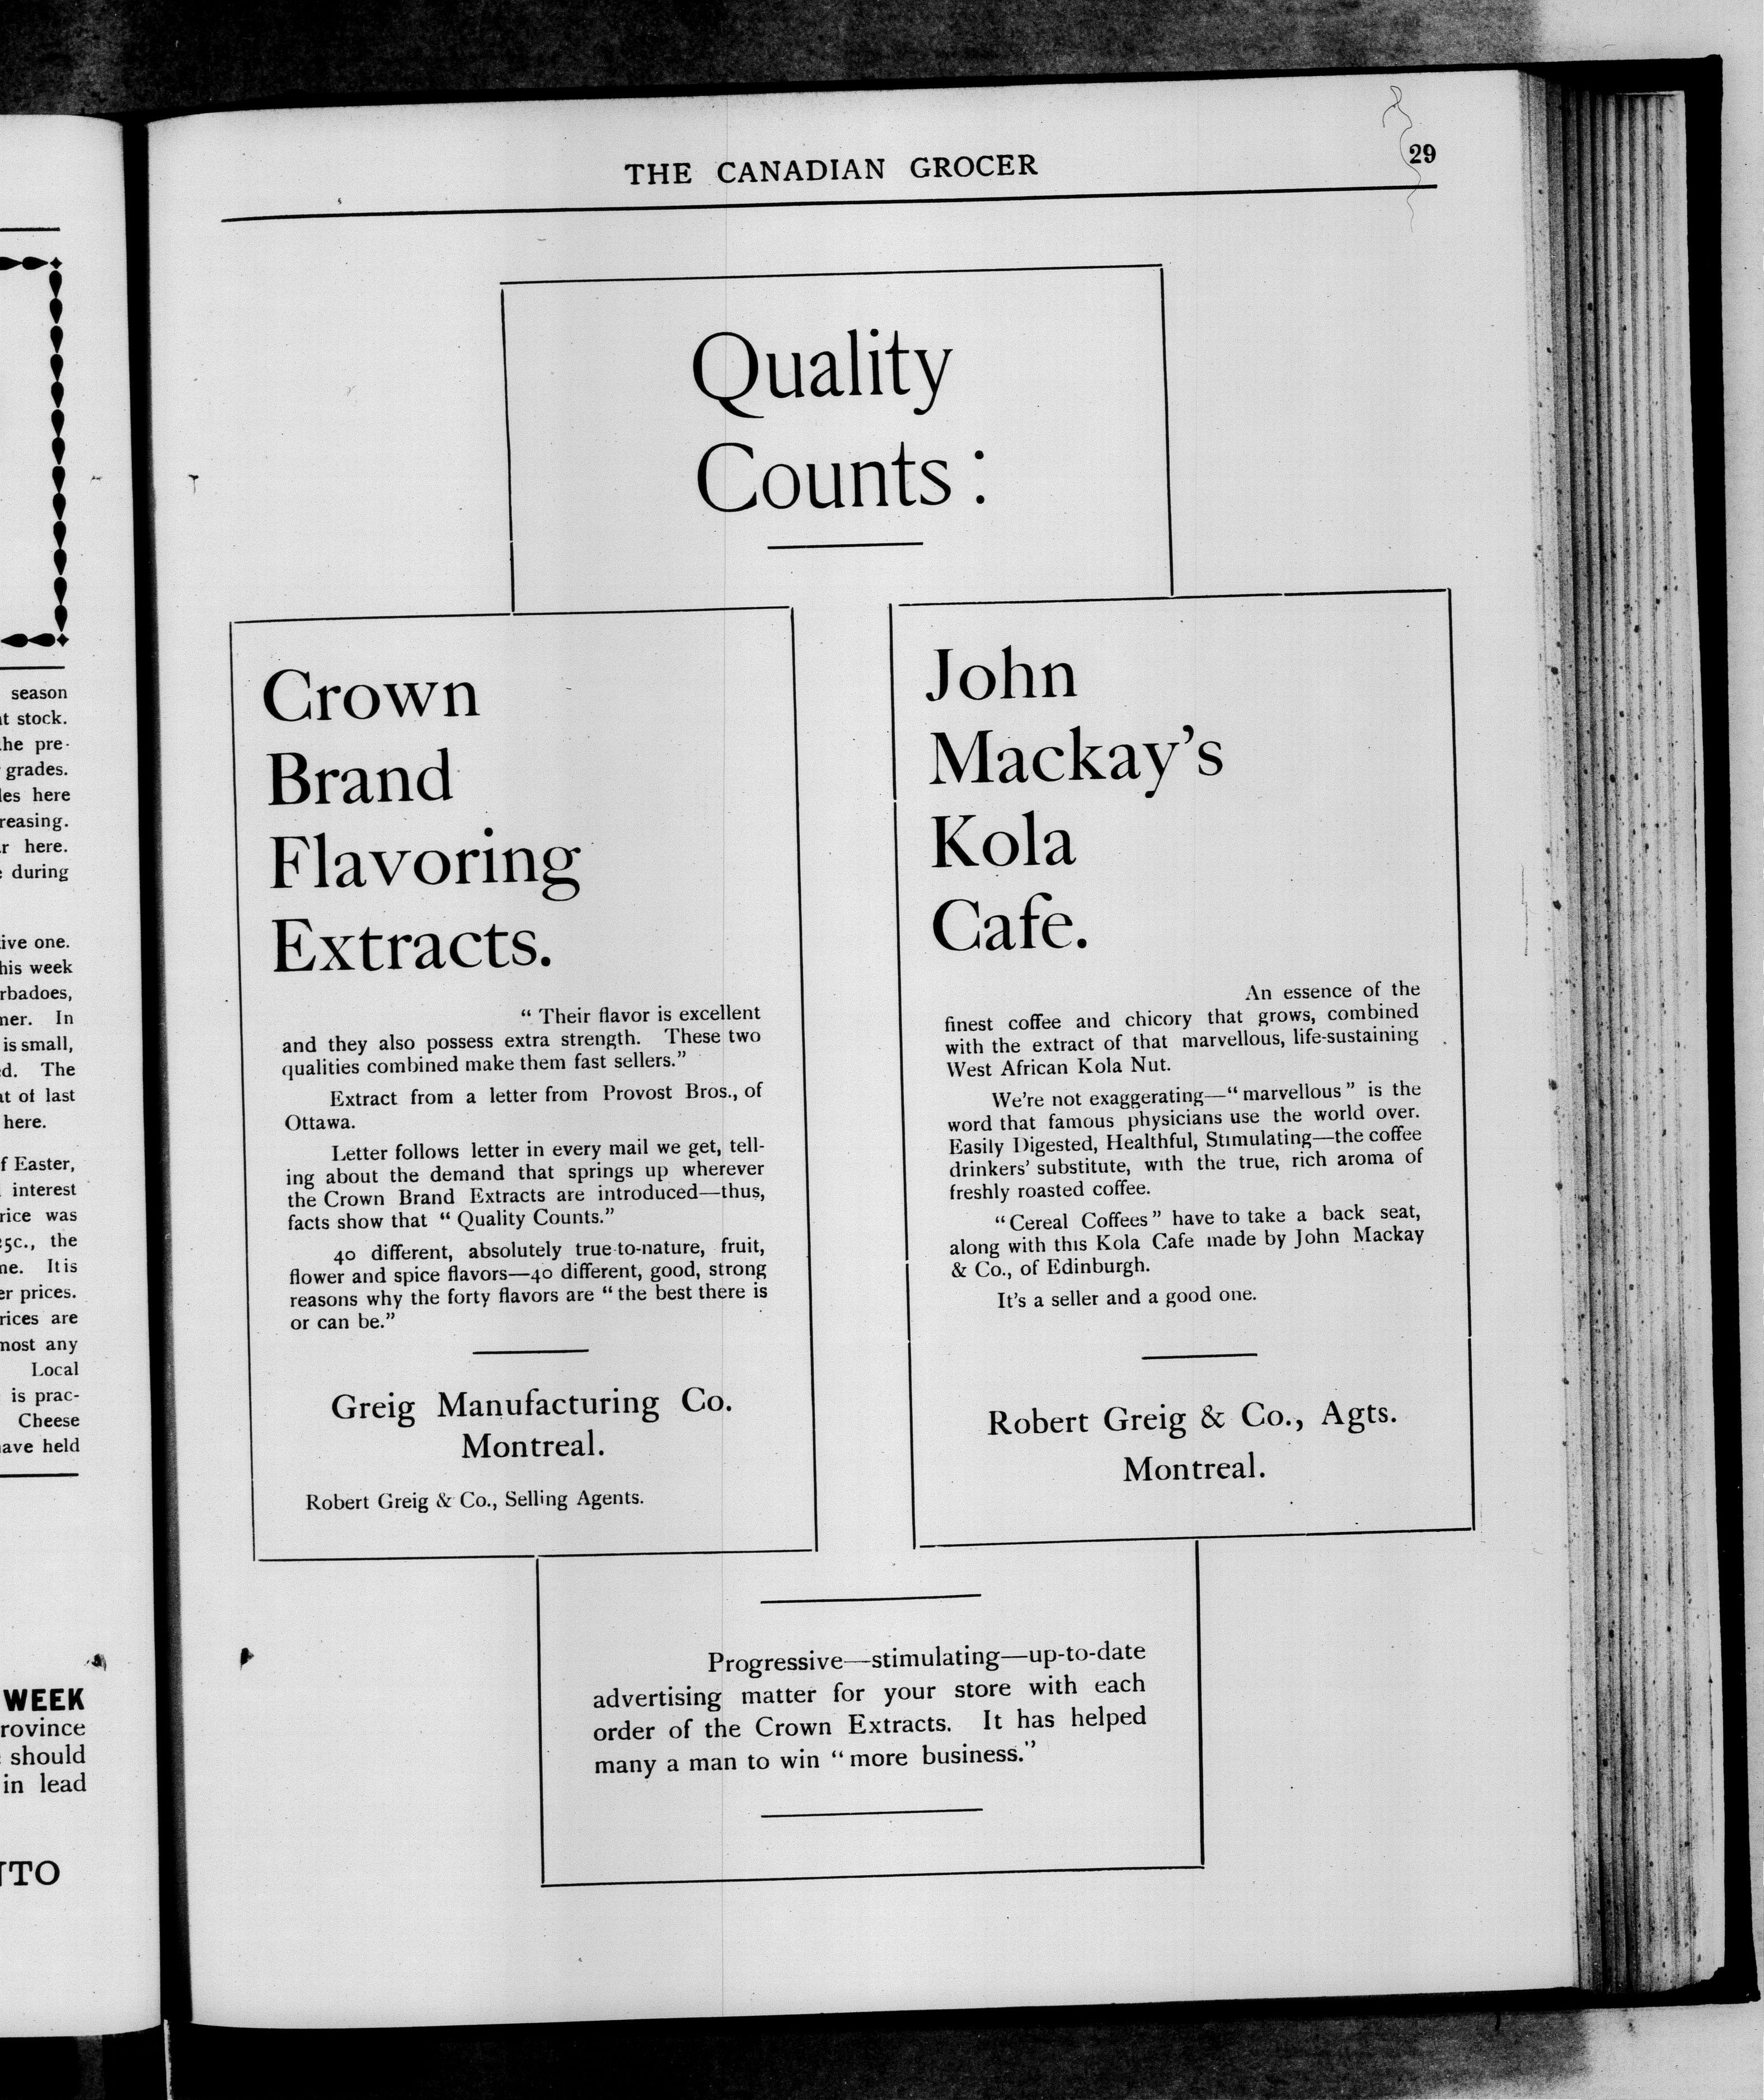 season
stock.
the pre-
grades.
here
reasing.
here.
during
one.
this week
In
is small,
The
of last
here.
Easter,
interest
was
the
It is
prices.
are
most any
Local
is prac-
Cheese
have held
WEEK
should
in lead
THE CANADIAN GROCER
29
Quality
Counts:
Crown
Brand
Flavoring
Extracts.
“Their flavor is excellent
and they also possess extra strength. These two
qualities combined make them fast sellers.”
Extract from a letter from Provost Bros., of
Ottawa.
Letter follows letter in every mail we get, tell-
ing about the demand that springs up wherever
the Crown Brand Extracts are introduced—thus,
facts show that “Quality Counts.”
40 different, absolutely true-to-nature, fruit,
flower and spice flavors—40 different, good, strong
reasons why the forty flavors are “the best there is
or can be.”
Greig Manufacturing Co.
Montreal.
Robert Greig & Co., Selling Agents.
John
Mackay’s
Kola
Cafe.
An essence of the
finest coffee and chicory that grows, combined
with the extract of that marvellous, life-sustaining
West African Kola Nut.
We’re not exaggerating—“marvellous” is the
word that famous physicians use the world over.
Easily Digested, Healthful, Stimulating—the coffee
drinkers’ substitute, with the true, rich aroma of
freshly roasted coffee.
“Cereal Coffees” have to take a back seat,
along with this Kola Cafe made by John Mackay
& Co., of Edinburgh.
It’s a seller and a good one.
Robert Greig & Co., Agts.
Montreal.
Progressive—stimulating—up-to-date
advertising matter for your store with each
order of the Crown Extracts. It has helped
many a man to win “more business.”